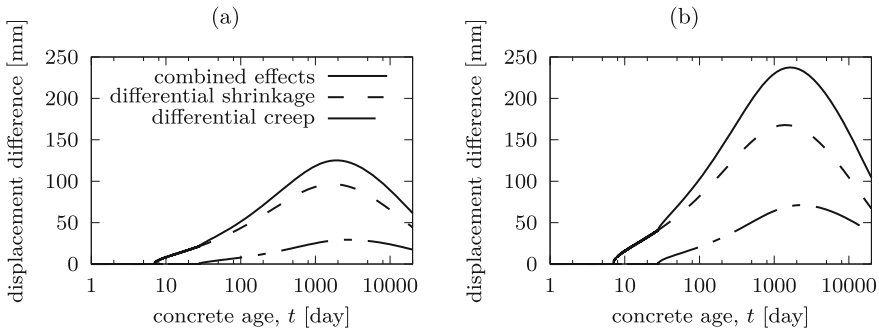 (a)
displacement difference [mm]
250
200
150
100
50
0
combined effects
differential shrinkage
differential creep
1 10 100 1000 10000
concrete age, t [day]
(b)
displacement difference [mm]
250
200
150
100
50
0
1 10 100 1000 10000
concrete age, t [day]